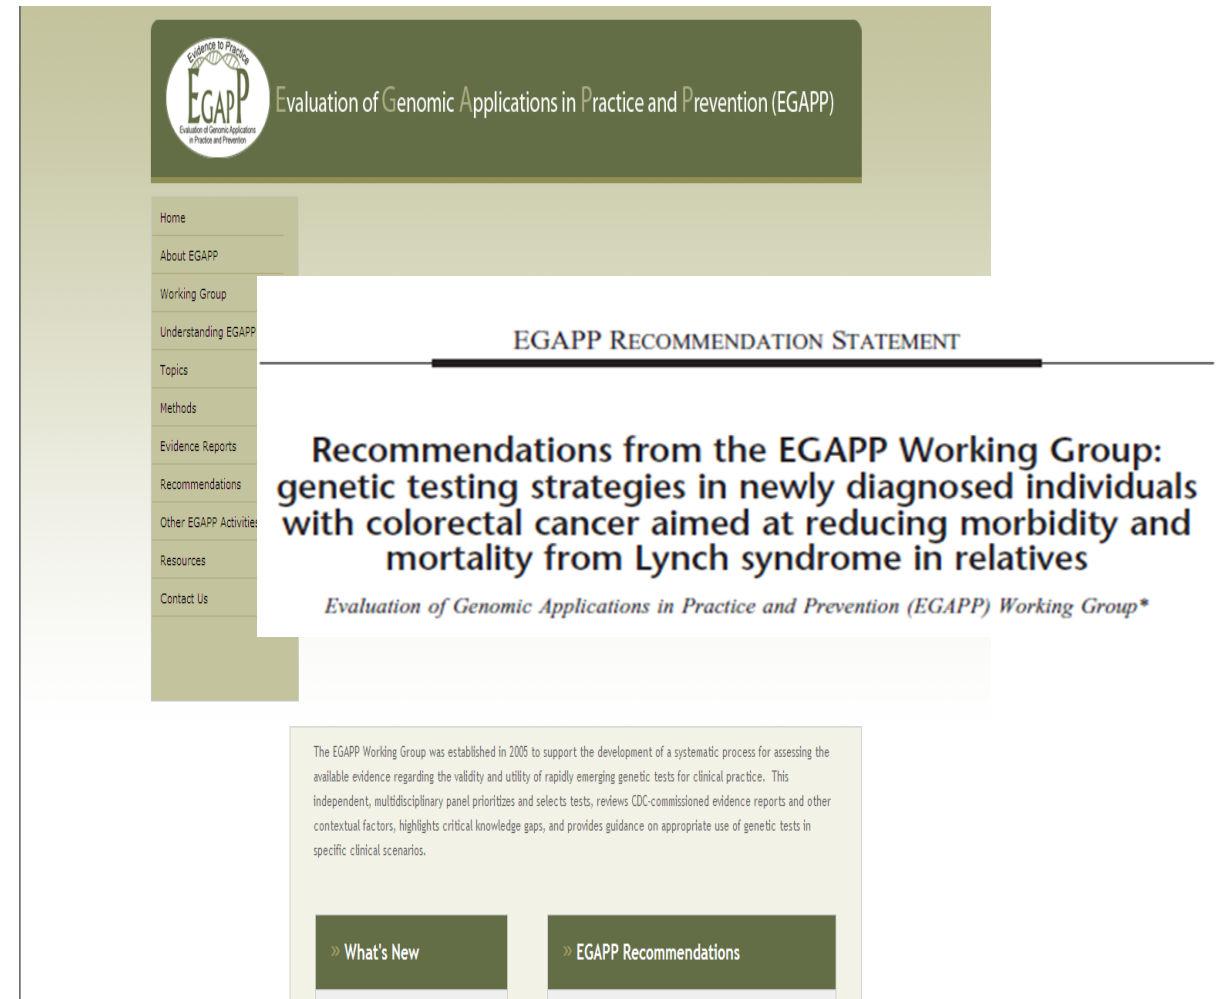 Evidence to Practice
EGAPP
Evaluation of Genomic Applications
in Practice and Prevention
Evaluation of Genomic Applications in Practice and Prevention (EGAPP)
Home
About EGAPP
Working Group
Understanding EGAPP
Topics
Methods
Evidence Reports
Recommendations
Other EGAPP Activities
Resources
Contact Us
EGAPP RECOMMENDATION STATEMENT
Recommendations from the EGAPP Working Group:
genetic testing strategies in newly diagnosed individuals
with colorectal cancer aimed at reducing morbidity and
mortality from Lynch syndrome in relatives
Evaluation of Genomic Applications in Practice and Prevention (EGAPP) Working Group*
The EGAPP Working Group was established in 2005 to support the development of a systematic process for assessing the
available evidence regarding the validity and utility of rapidly emerging genetic tests for clinical practice. This
independent, multidisciplinary panel prioritizes and selects tests, reviews CDC-commissioned evidence reports and other
contextual factors, highlights critical knowledge gaps, and provides guidance on appropriate use of genetic tests in
specific clinical scenarios.
» What's New
» EGAPP Recommendations